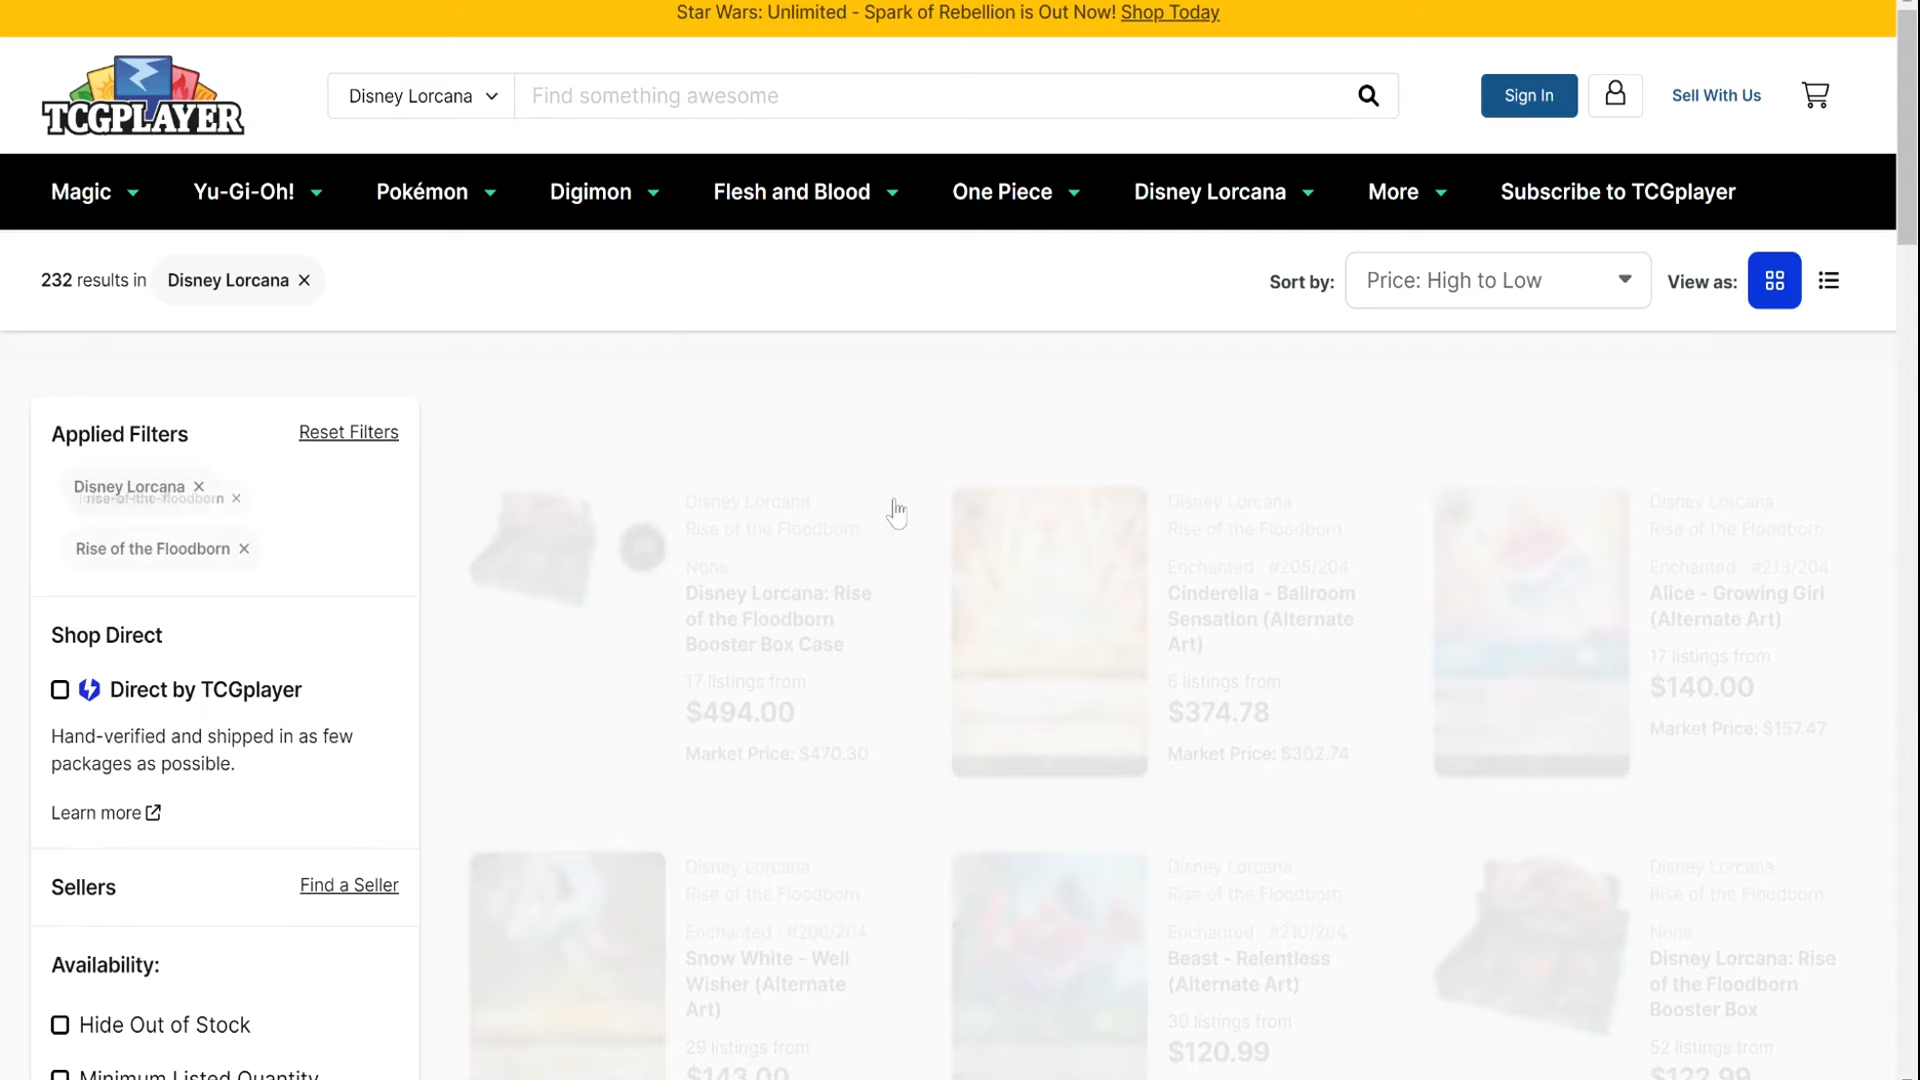 Star Wars: Unlimited - Spark of Rebellion is Out Now! Shop Today
TCGPLAYER
Disney Lorcana
Find something awesome
Sign In
Sell With Us
Magic
Yu-Gi-Oh!
Pokémon
Digimon
Flesh and Blood
One Piece
Disney Lorcana
More
Subscribe to TCGplayer
232 results in
Disney Lorcana ×
Sort by:
Price: High to Low
View as:
Applied Filters
Reset Filters
Disney Lorcana ×
rise-of-the-floodborn ×
Rise of the Floodborn ×
Shop Direct
Direct by TCGplayer
Hand-verified and shipped in as few
packages as possible.
Learn more
Sellers
Find a Seller
Availability:
Hide Out of Stock
Minimum Listed Quantity
Disney Lorcana
Rise of the Floodborn
None
Disney Lorcana: Rise
of the Floodborn
Booster Box Case
17 listings from
$494.00
Market Price: $470.30
Disney Lorcana
Rise of the Floodborn
Enchanted · #205/204
Cinderella - Ballroom
Sensation (Alternate
Art)
6 listings from
$374.78
Market Price: $302.74
Disney Lorcana
Rise of the Floodborn
Enchanted · #213/204
Alice - Growing Girl
(Alternate Art)
17 listings from
$140.00
Market Price: $157.47
Disney Lorcana
Rise of the Floodborn
Enchanted · #206/204
Snow White - Well
Wisher (Alternate
Art)
29 listings from
$143.00
Disney Lorcana
Rise of the Floodborn
Enchanted · #210/204
Beast - Relentless
(Alternate Art)
30 listings from
$120.99
Disney Lorcana
Rise of the Floodborn
None
Disney Lorcana: Rise
of the Floodborn
Booster Box
52 listings from
$122.99